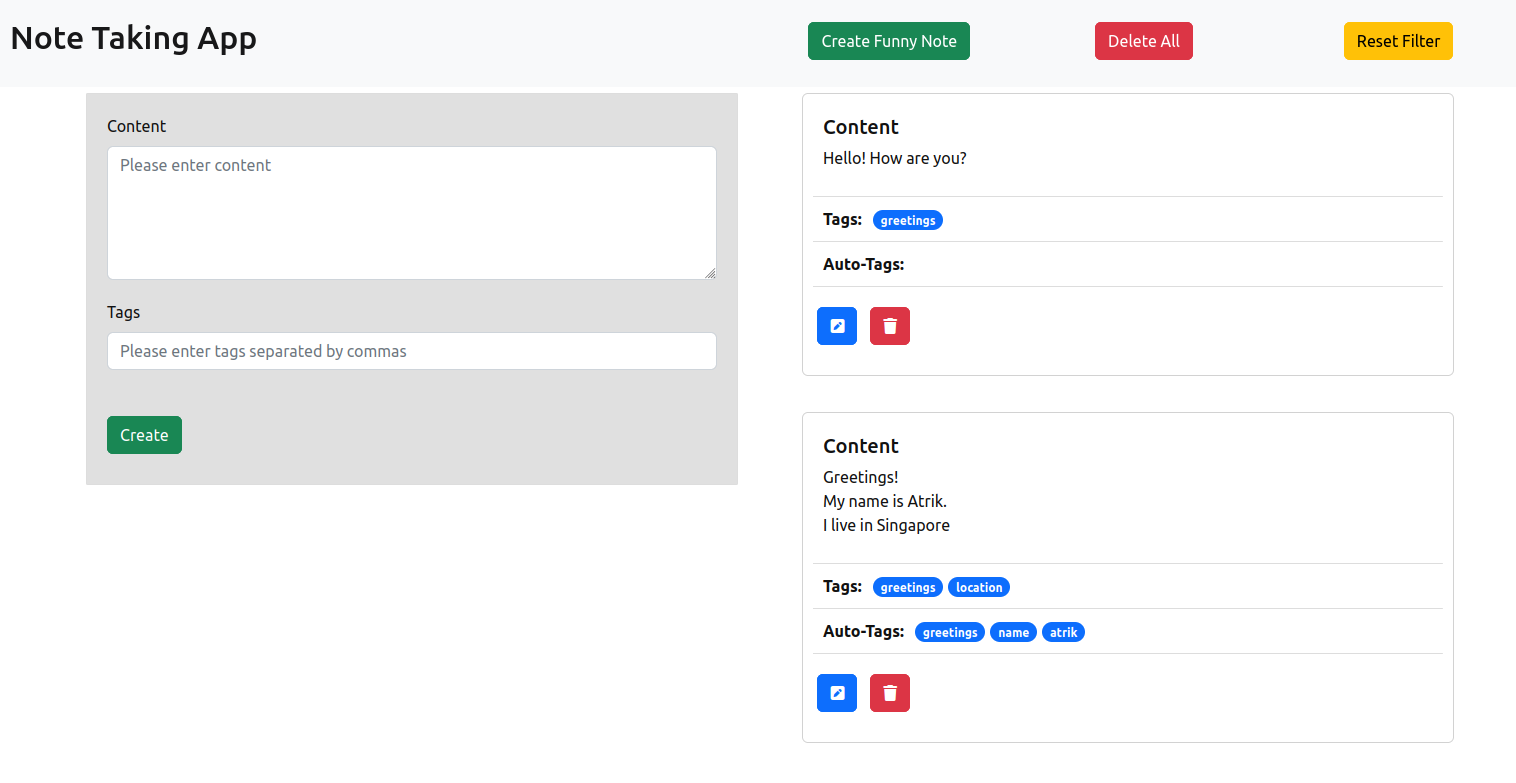 Note Taking App
Create Funny Note
Delete All
Reset Filter
Content
Please enter content
Tags
Please enter tags separated by commas
Create
Content
Hello! How are you?
Tags: greetings
Auto-Tags:
Content
Greetings!
My name is Atrik.
I live in Singapore
Tags: greetings location
Auto-Tags: greetings name atrik